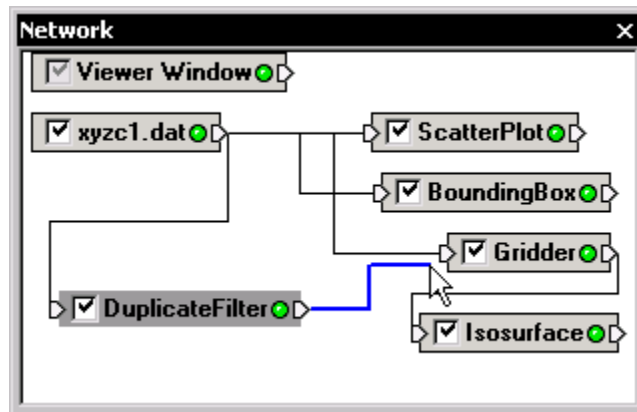 Network
Viewer Window
xyzc1.dat
ScatterPlot
BoundingBox
Gridder
DuplicateFilter
Isosurface